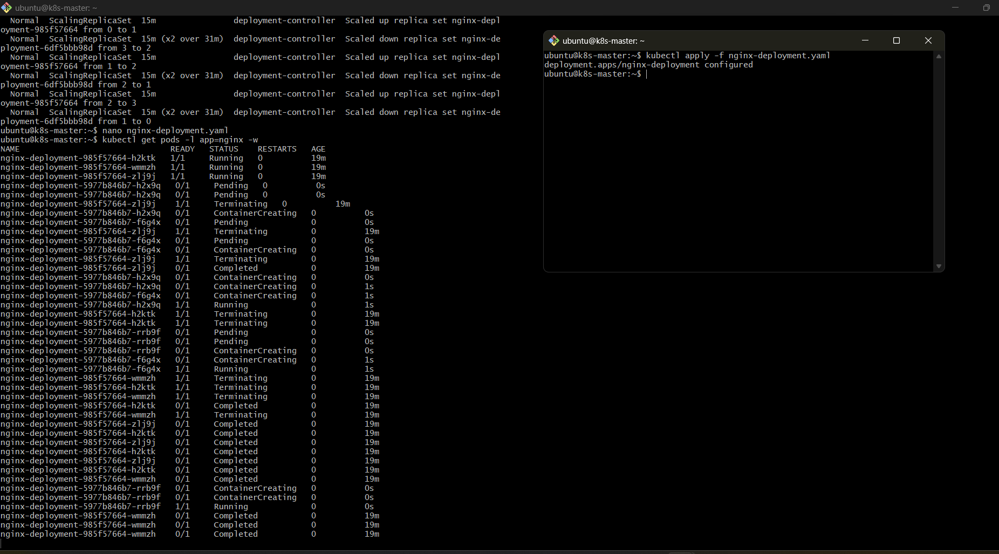 ubuntu@k8s-master: ~
  Normal  ScalingReplicaSet  15m                deployment-controller  Scaled up replica set nginx-depl
oyment-985f57664 from 0 to 1
  Normal  ScalingReplicaSet  15m (x2 over 31m)  deployment-controller  Scaled down replica set nginx-de
ployment-6df5bbb98d from 3 to 2
  Normal  ScalingReplicaSet  15m                deployment-controller  Scaled up replica set nginx-depl
oyment-985f57664 from 1 to 2
  Normal  ScalingReplicaSet  15m (x2 over 31m)  deployment-controller  Scaled down replica set nginx-de
ployment-6df5bbb98d from 2 to 1
  Normal  ScalingReplicaSet  15m                deployment-controller  Scaled up replica set nginx-depl
oyment-985f57664 from 2 to 3
  Normal  ScalingReplicaSet  15m (x2 over 31m)  deployment-controller  Scaled down replica set nginx-de
ployment-6df5bbb98d from 1 to 0
ubuntu@k8s-master:~$ nano nginx-deployment.yaml
ubuntu@k8s-master:~$ kubectl get pods -l app=nginx -w
NAME                               READY   STATUS    RESTARTS   AGE
nginx-deployment-985f57664-h2ktk   1/1     Running   0          19m
nginx-deployment-985f57664-wmmzh   1/1     Running   0          19m
nginx-deployment-985f57664-zlj9j   1/1     Running   0          19m
nginx-deployment-5977b846b7-h2x9q   0/1     Pending   0          0s
nginx-deployment-5977b846b7-h2x9q   0/1     Pending   0          0s
nginx-deployment-985f57664-zlj9j    1/1     Terminating   0          19m
nginx-deployment-5977b846b7-h2x9q   0/1     ContainerCreating   0          0s
nginx-deployment-5977b846b7-f6g4x   0/1     Pending             0          0s
nginx-deployment-985f57664-zlj9j    1/1     Terminating         0          19m
nginx-deployment-5977b846b7-f6g4x   0/1     Pending             0          0s
nginx-deployment-5977b846b7-f6g4x   0/1     ContainerCreating   0          0s
nginx-deployment-985f57664-zlj9j    1/1     Terminating         0          19m
nginx-deployment-985f57664-zlj9j    0/1     Completed           0          19m
nginx-deployment-5977b846b7-h2x9q   0/1     ContainerCreating   0          0s
nginx-deployment-5977b846b7-h2x9q   0/1     ContainerCreating   0          1s
nginx-deployment-5977b846b7-f6g4x   0/1     ContainerCreating   0          1s
nginx-deployment-5977b846b7-h2x9q   1/1     Running             0          1s
nginx-deployment-985f57664-h2ktk    1/1     Terminating         0          19m
nginx-deployment-985f57664-h2ktk    1/1     Terminating         0          19m
nginx-deployment-5977b846b7-rrb9f   0/1     Pending             0          0s
nginx-deployment-5977b846b7-rrb9f   0/1     Pending             0          0s
nginx-deployment-5977b846b7-rrb9f   0/1     ContainerCreating   0          0s
nginx-deployment-5977b846b7-f6g4x   0/1     ContainerCreating   0          1s
nginx-deployment-5977b846b7-f6g4x   1/1     Running             0          1s
nginx-deployment-985f57664-wmmzh    1/1     Terminating         0          19m
nginx-deployment-985f57664-h2ktk    1/1     Terminating         0          19m
nginx-deployment-985f57664-wmmzh    1/1     Terminating         0          19m
nginx-deployment-985f57664-h2ktk    0/1     Completed           0          19m
nginx-deployment-985f57664-wmmzh    1/1     Terminating         0          19m
nginx-deployment-985f57664-zlj9j    0/1     Completed           0          19m
nginx-deployment-985f57664-h2ktk    0/1     Completed           0          19m
nginx-deployment-985f57664-zlj9j    0/1     Completed           0          19m
nginx-deployment-985f57664-h2ktk    0/1     Completed           0          19m
nginx-deployment-985f57664-zlj9j    0/1     Completed           0          19m
nginx-deployment-985f57664-h2ktk    0/1     Completed           0          19m
nginx-deployment-985f57664-wmmzh    0/1     Completed           0          19m
nginx-deployment-5977b846b7-rrb9f   0/1     ContainerCreating   0          0s
nginx-deployment-5977b846b7-rrb9f   0/1     ContainerCreating   0          0s
nginx-deployment-5977b846b7-rrb9f   1/1     Running             0          0s
nginx-deployment-985f57664-wmmzh    0/1     Completed           0          19m
nginx-deployment-985f57664-wmmzh    0/1     Completed           0          19m
nginx-deployment-985f57664-wmmzh    0/1     Completed           0          19m
ubuntu@k8s-master: ~
ubuntu@k8s-master:~$ kubectl apply -f nginx-deployment.yaml
deployment.apps/nginx-deployment configured
ubuntu@k8s-master:~$